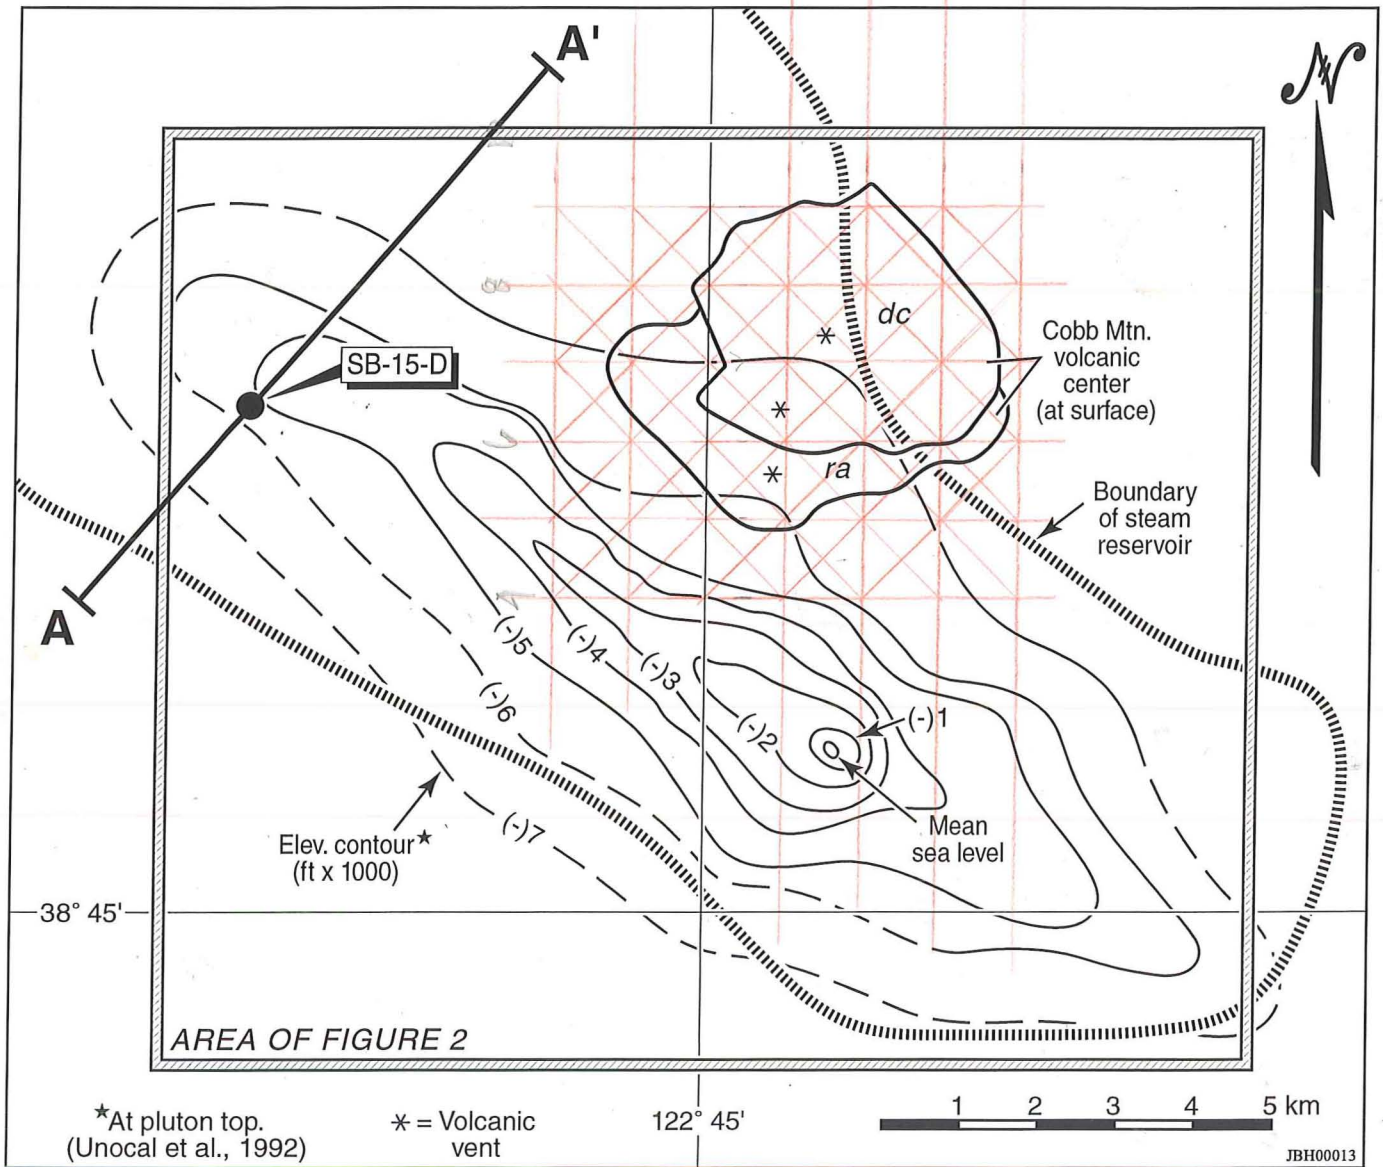 A'
N
SB-15-D
dc
Cobb Mtn.
volcanic
center
(at surface)
ra
Boundary
of steam
reservoir
A
(-)5
(-)4
(-)3
(-)6
(-)2
(-)1
Elev. contour★
(ft x 1000)
(-)7
Mean
sea level
38° 45'
AREA OF FIGURE 2
★At pluton top.
(Unocal et al., 1992)
* = Volcanic
vent
122° 45'
1 2 3 4 5 km
JBH00013